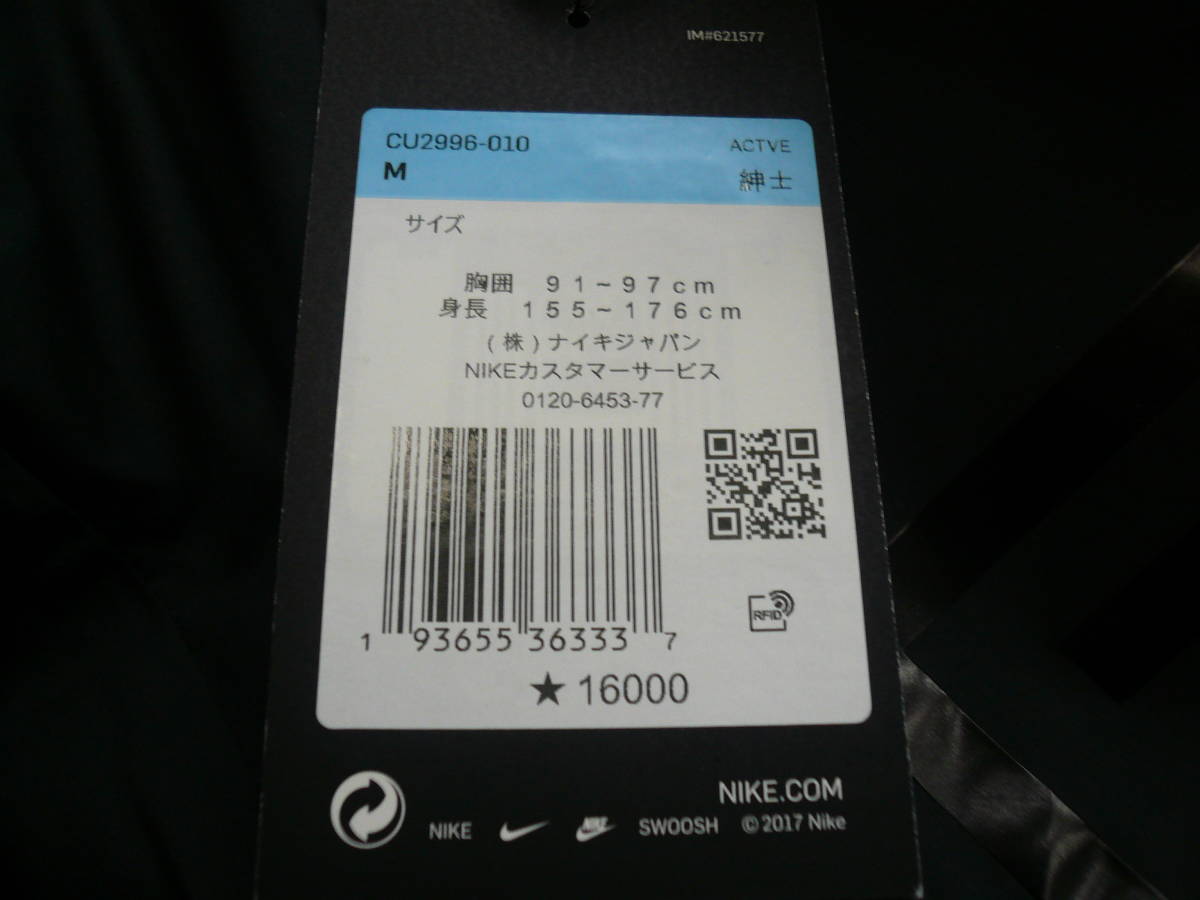 IM#621577
CU2996-010 ACTVE
M 紳士
サイズ
胸囲 91~97cm
身長 155~176cm
(株)ナイキジャパン
NIKEカスタマーサービス
0120-6453-77
RFID
1 93655 36333 7
★ 16000
NIKE.COM
NIKE NIKE SWOOSH © 2017 Nike